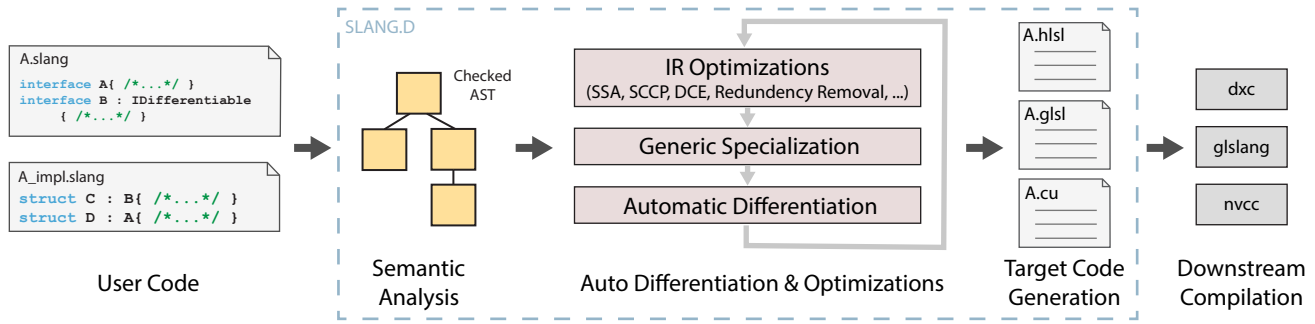 SLANG.D
A.slang
interface A{ /*...*/ }
interface B : IDifferentiable
{ /*...*/ }
A_impl.slang
struct C : B{ /*...*/ }
struct D : A{ /*...*/ }
User Code
Checked
AST
Semantic
Analysis
IR Optimizations
(SSA, SCCP, DCE, Redundancy Removal, ...)
Generic Specialization
Automatic Differentiation
Auto Differentiation & Optimizations
A.hlsl
A.glsl
A.cu
Target Code
Generation
dxc
glslang
nvcc
Downstream
Compilation